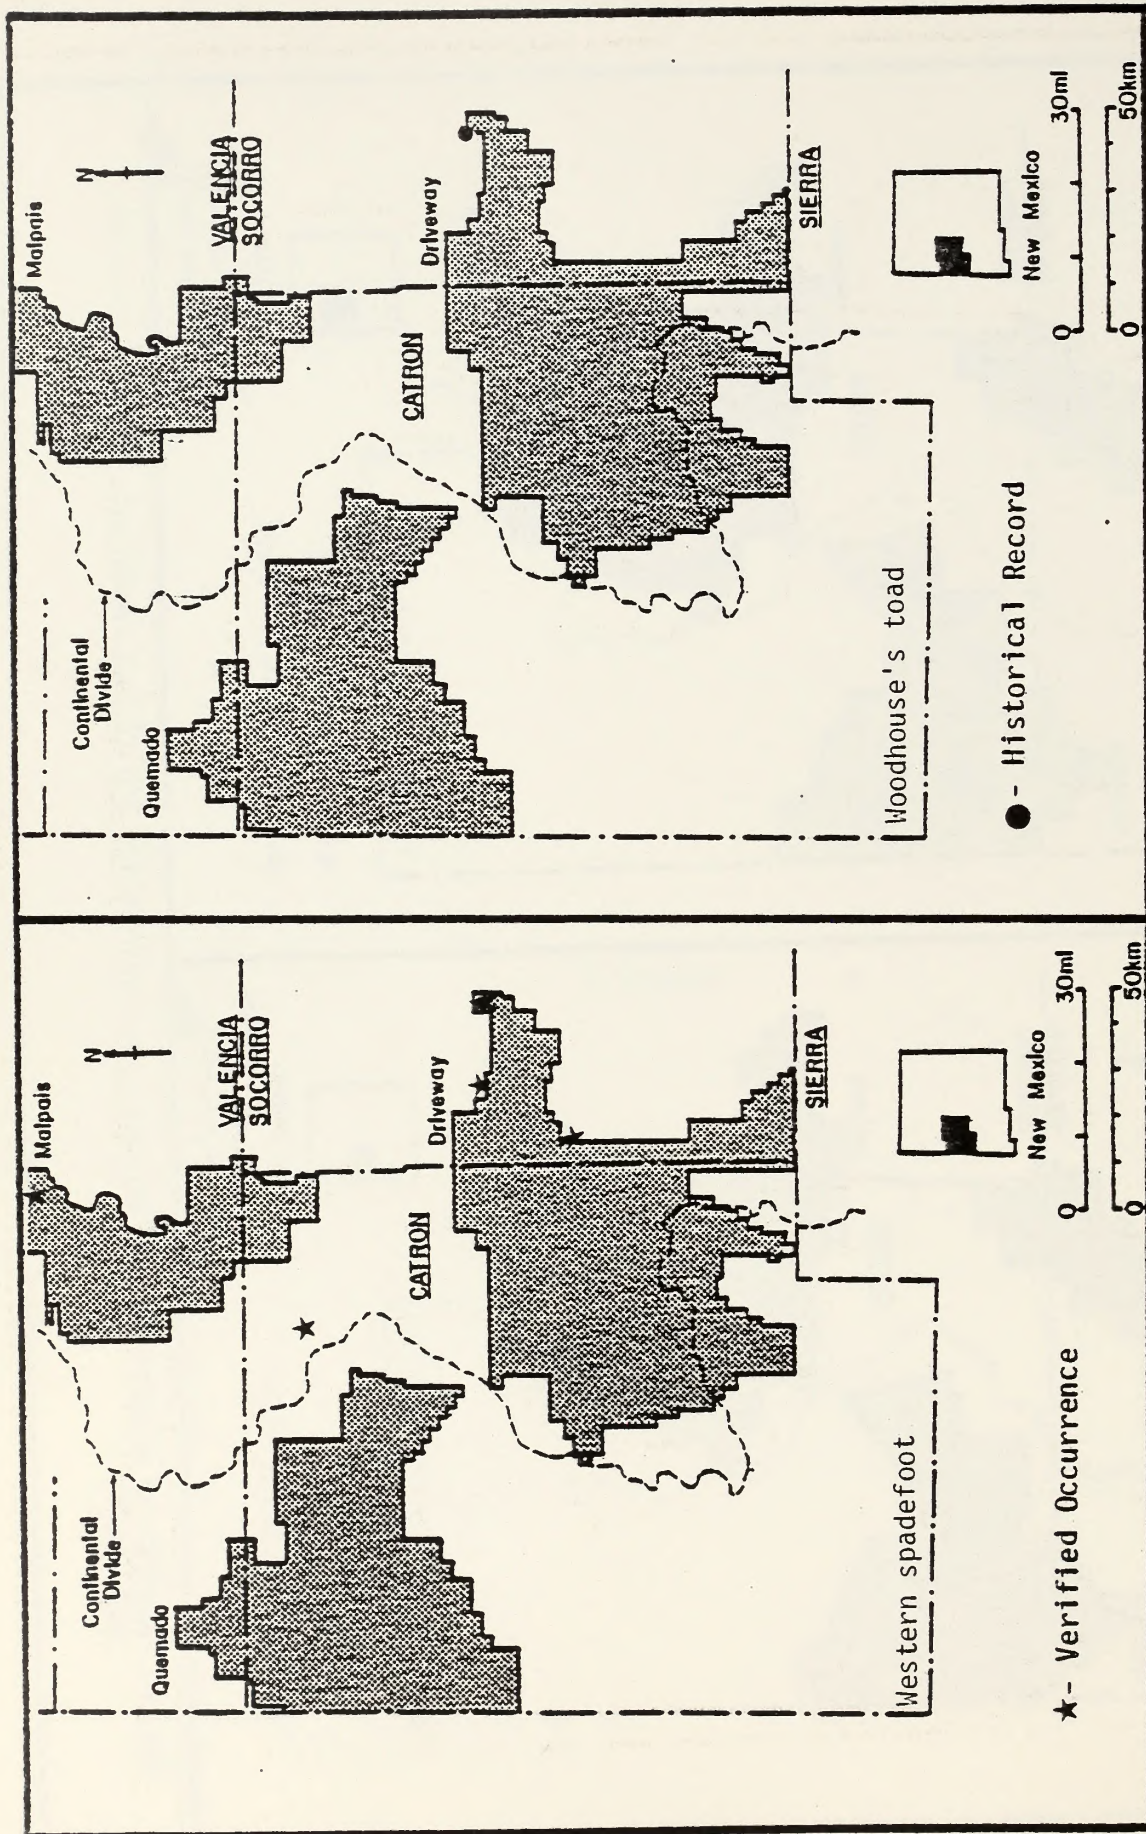 Malpais
N
Continental
Divide
VALENCIA
SOCORRO
Quemado
Driveway
CATRON
SIERRA
Western spadefoot
New Mexico
★- Verified Occurrence
0 30mi
0 50km
Malpais
N
Continental
Divide
VALENCIA
SOCORRO
Quemado
Driveway
CATRON
SIERRA
Woodhouse's toad
New Mexico
●- Historical Record
0 30mi
0 50km